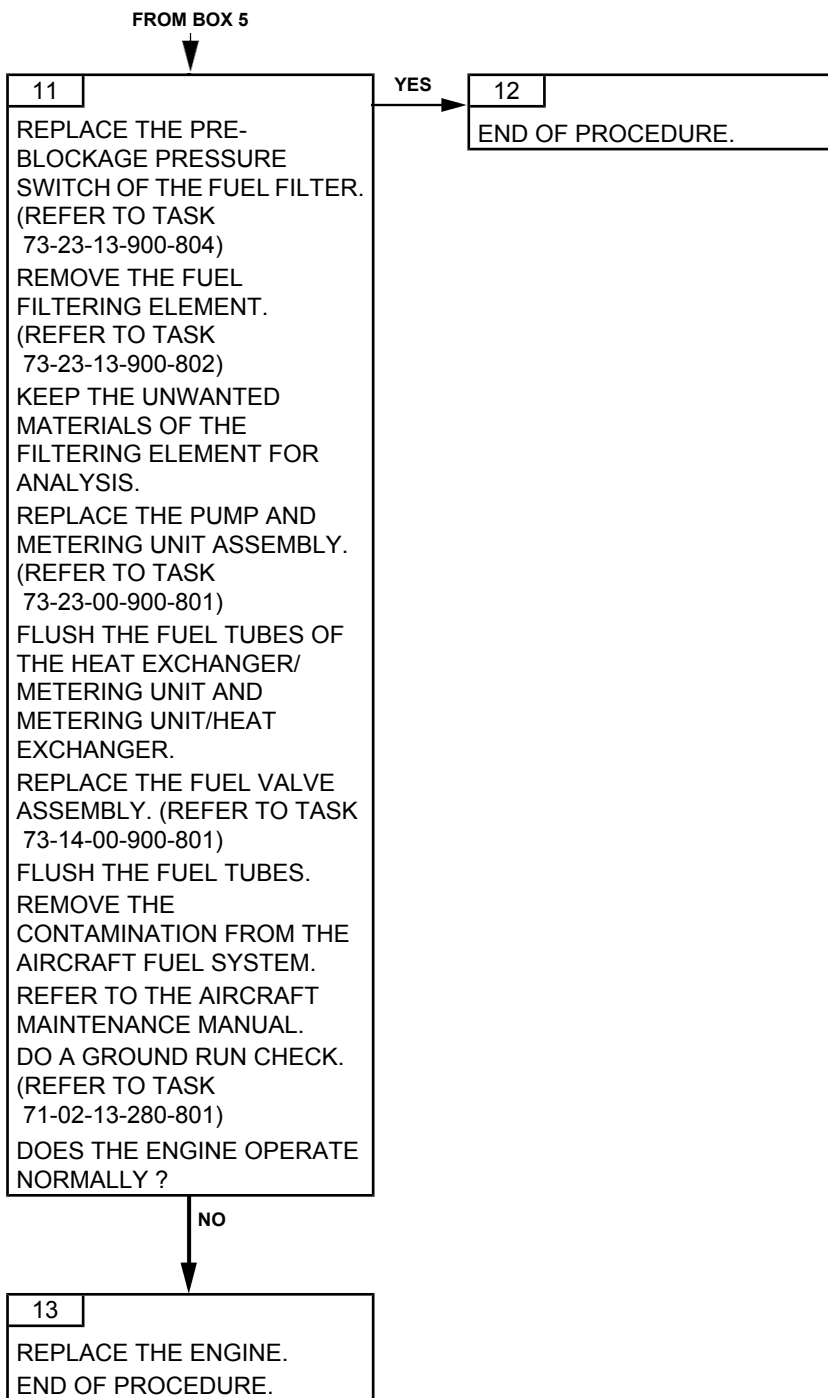 FROM BOX 5
11
YES
12
REPLACE THE PRE-
BLOCKAGE PRESSURE
SWITCH OF THE FUEL FILTER.
(REFER TO TASK
73-23-13-900-804)
REMOVE THE FUEL
FILTERING ELEMENT.
(REFER TO TASK
73-23-13-900-802)
KEEP THE UNWANTED
MATERIALS OF THE
FILTERING ELEMENT FOR
ANALYSIS.
REPLACE THE PUMP AND
METERING UNIT ASSEMBLY.
(REFER TO TASK
73-23-00-900-801)
FLUSH THE FUEL TUBES OF
THE HEAT EXCHANGER/
METERING UNIT AND
METERING UNIT/HEAT
EXCHANGER.
REPLACE THE FUEL VALVE
ASSEMBLY. (REFER TO TASK
73-14-00-900-801)
FLUSH THE FUEL TUBES.
REMOVE THE
CONTAMINATION FROM THE
AIRCRAFT FUEL SYSTEM.
REFER TO THE AIRCRAFT
MAINTENANCE MANUAL.
DO A GROUND RUN CHECK.
(REFER TO TASK
71-02-13-280-801)
DOES THE ENGINE OPERATE
NORMALLY ?
END OF PROCEDURE.
NO
13
REPLACE THE ENGINE.
END OF PROCEDURE.